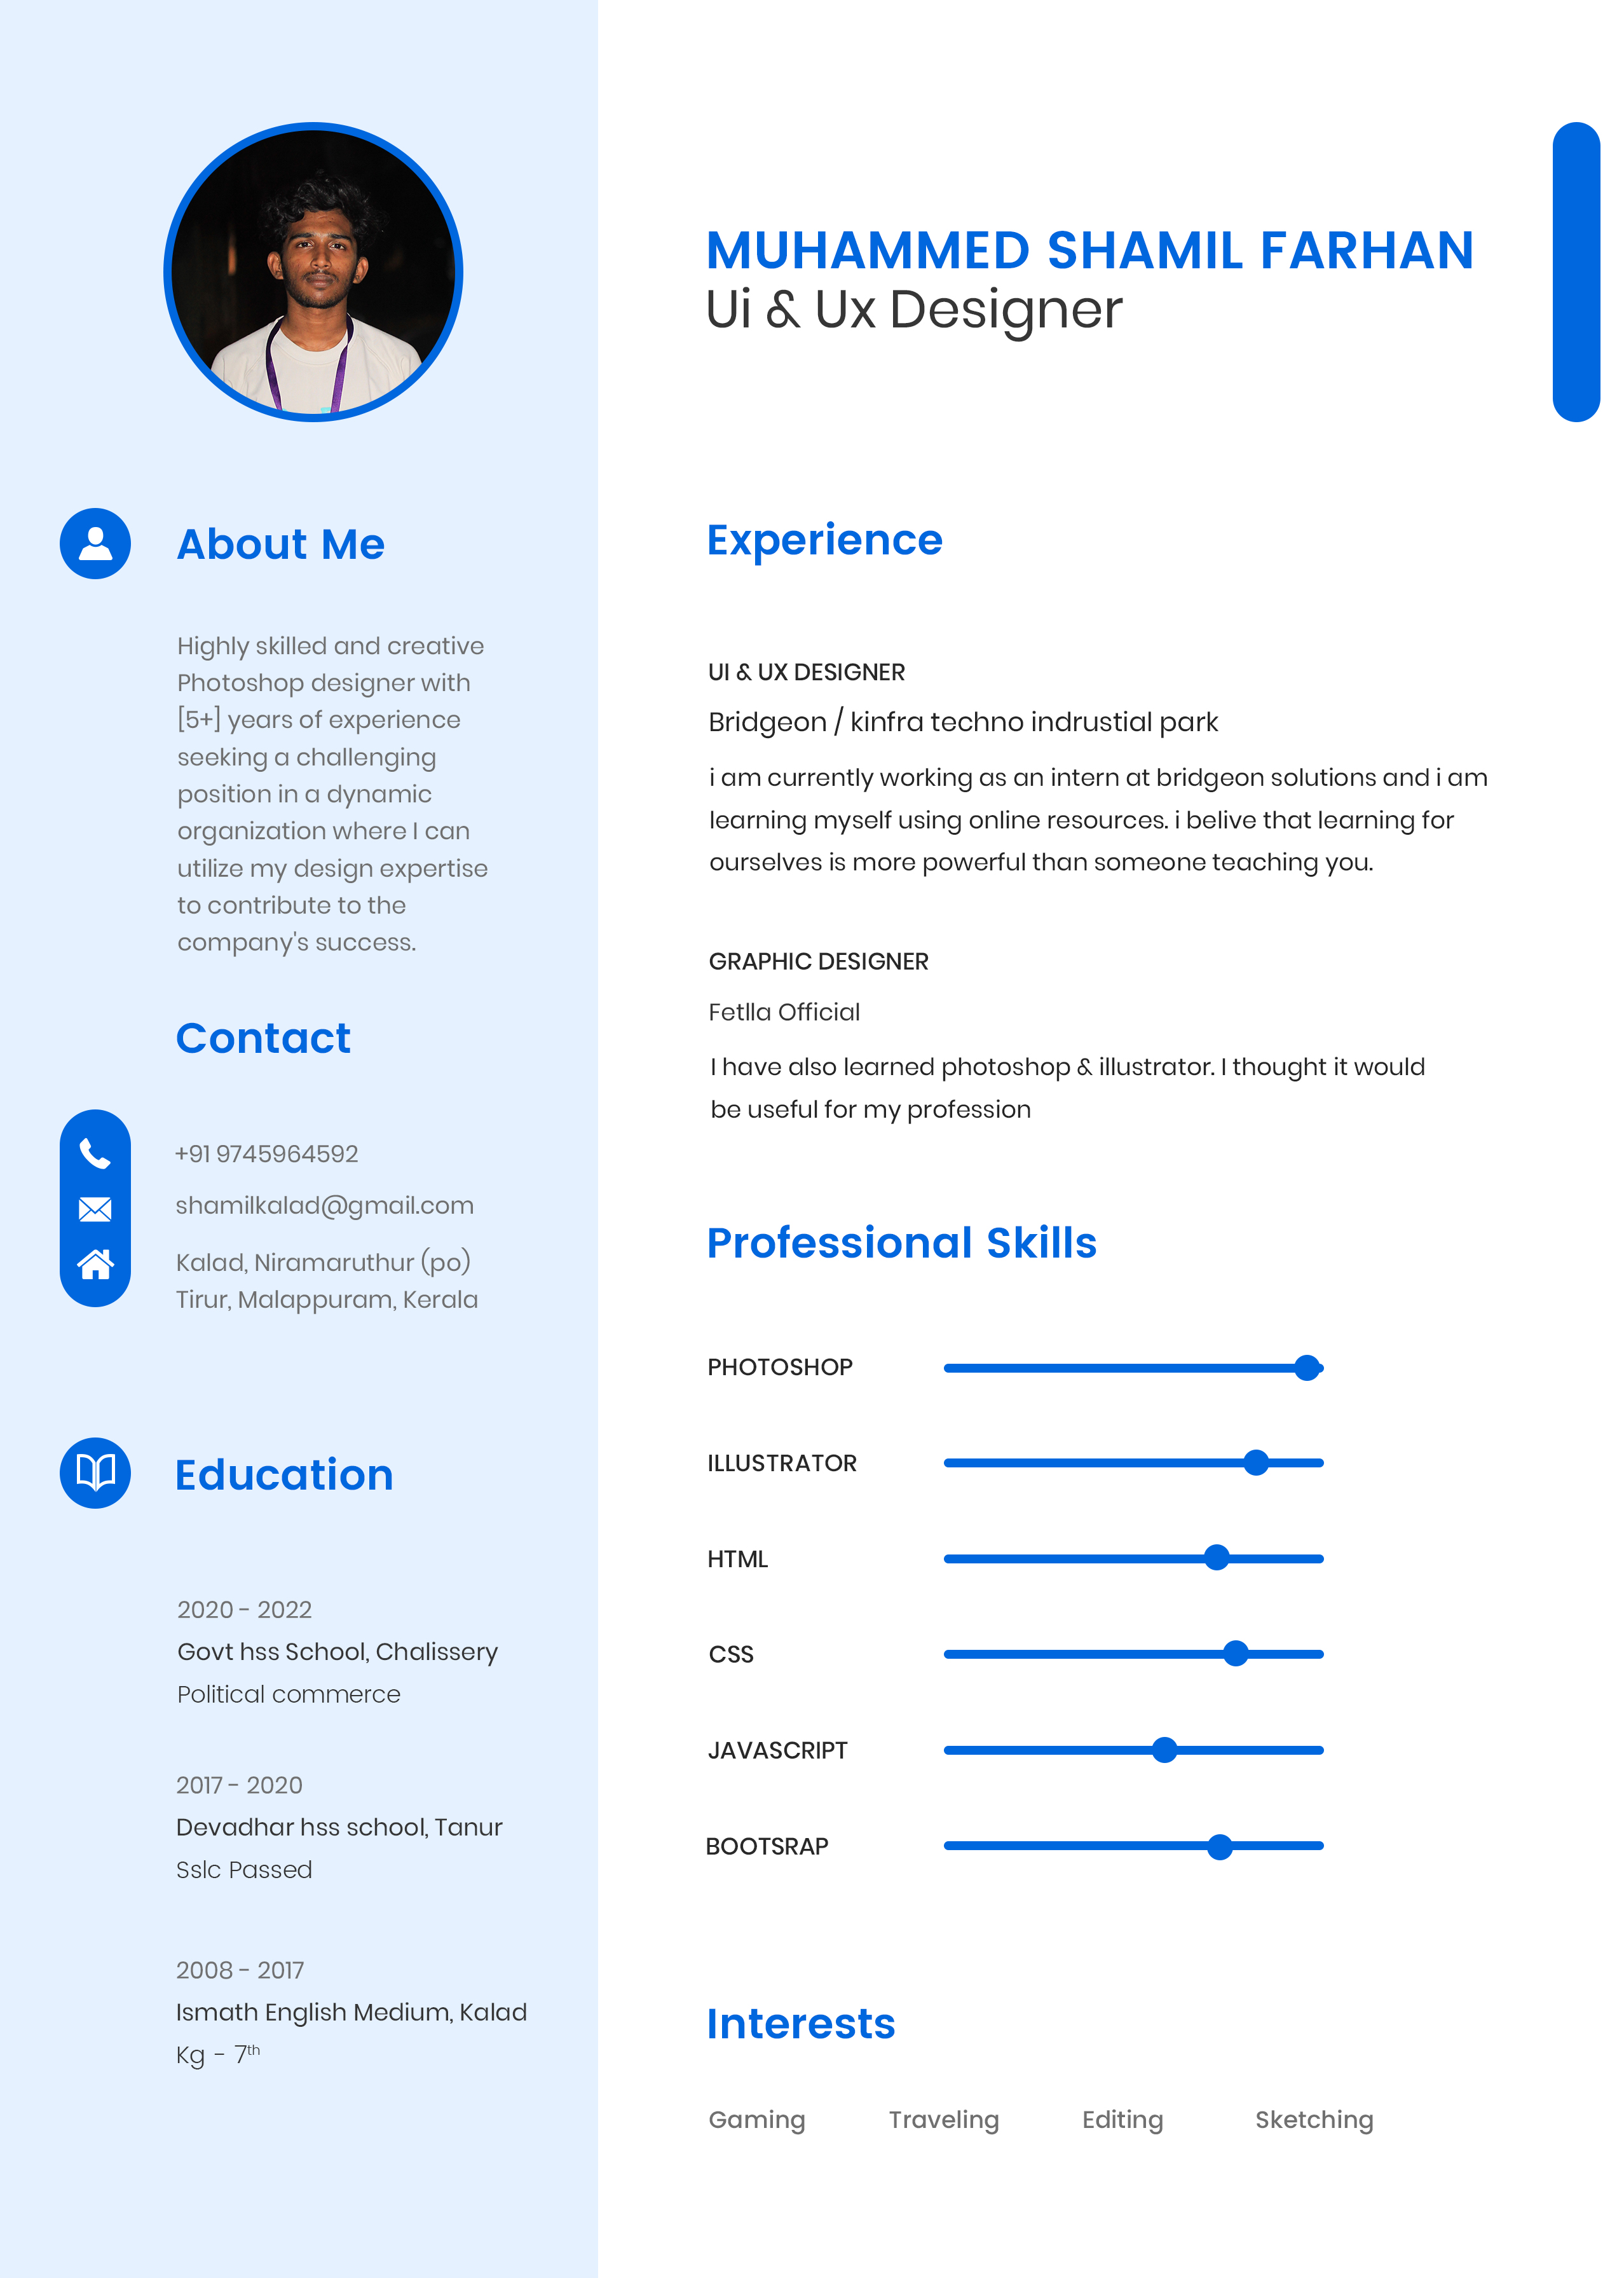 MUHAMMED SHAMIL FARHAN
Ui & Ux Designer
About Me
Highly skilled and creative
Photoshop designer with
[5+] years of experience
seeking a challenging
position in a dynamic
organization where I can
utilize my design expertise
to contribute to the
company's success.
Contact
+91 9745964592
shamilkalad@gmail.com
Kalad, Niramaruthur (po)
Tirur, Malappuram, Kerala
Education
2020 - 2022
Govt hss School, Chalissery
Political commerce
2017 - 2020
Devadhar hss school, Tanur
Sslc Passed
2008 - 2017
Ismath English Medium, Kalad
Kg - 7th
Experience
UI & UX DESIGNER
Bridgeon / kinfra techno indrustial park
i am currently working as an intern at bridgeon solutions and i am
learning myself using online resources. i belive that learning for
ourselves is more powerful than someone teaching you.
GRAPHIC DESIGNER
Fetlla Official
I have also learned photoshop & illustrator. I thought it would
be useful for my profession
Professional Skills
PHOTOSHOP
ILLUSTRATOR
HTML
CSS
JAVASCRIPT
BOOTSRAP
Interests
Gaming Traveling Editing Sketching